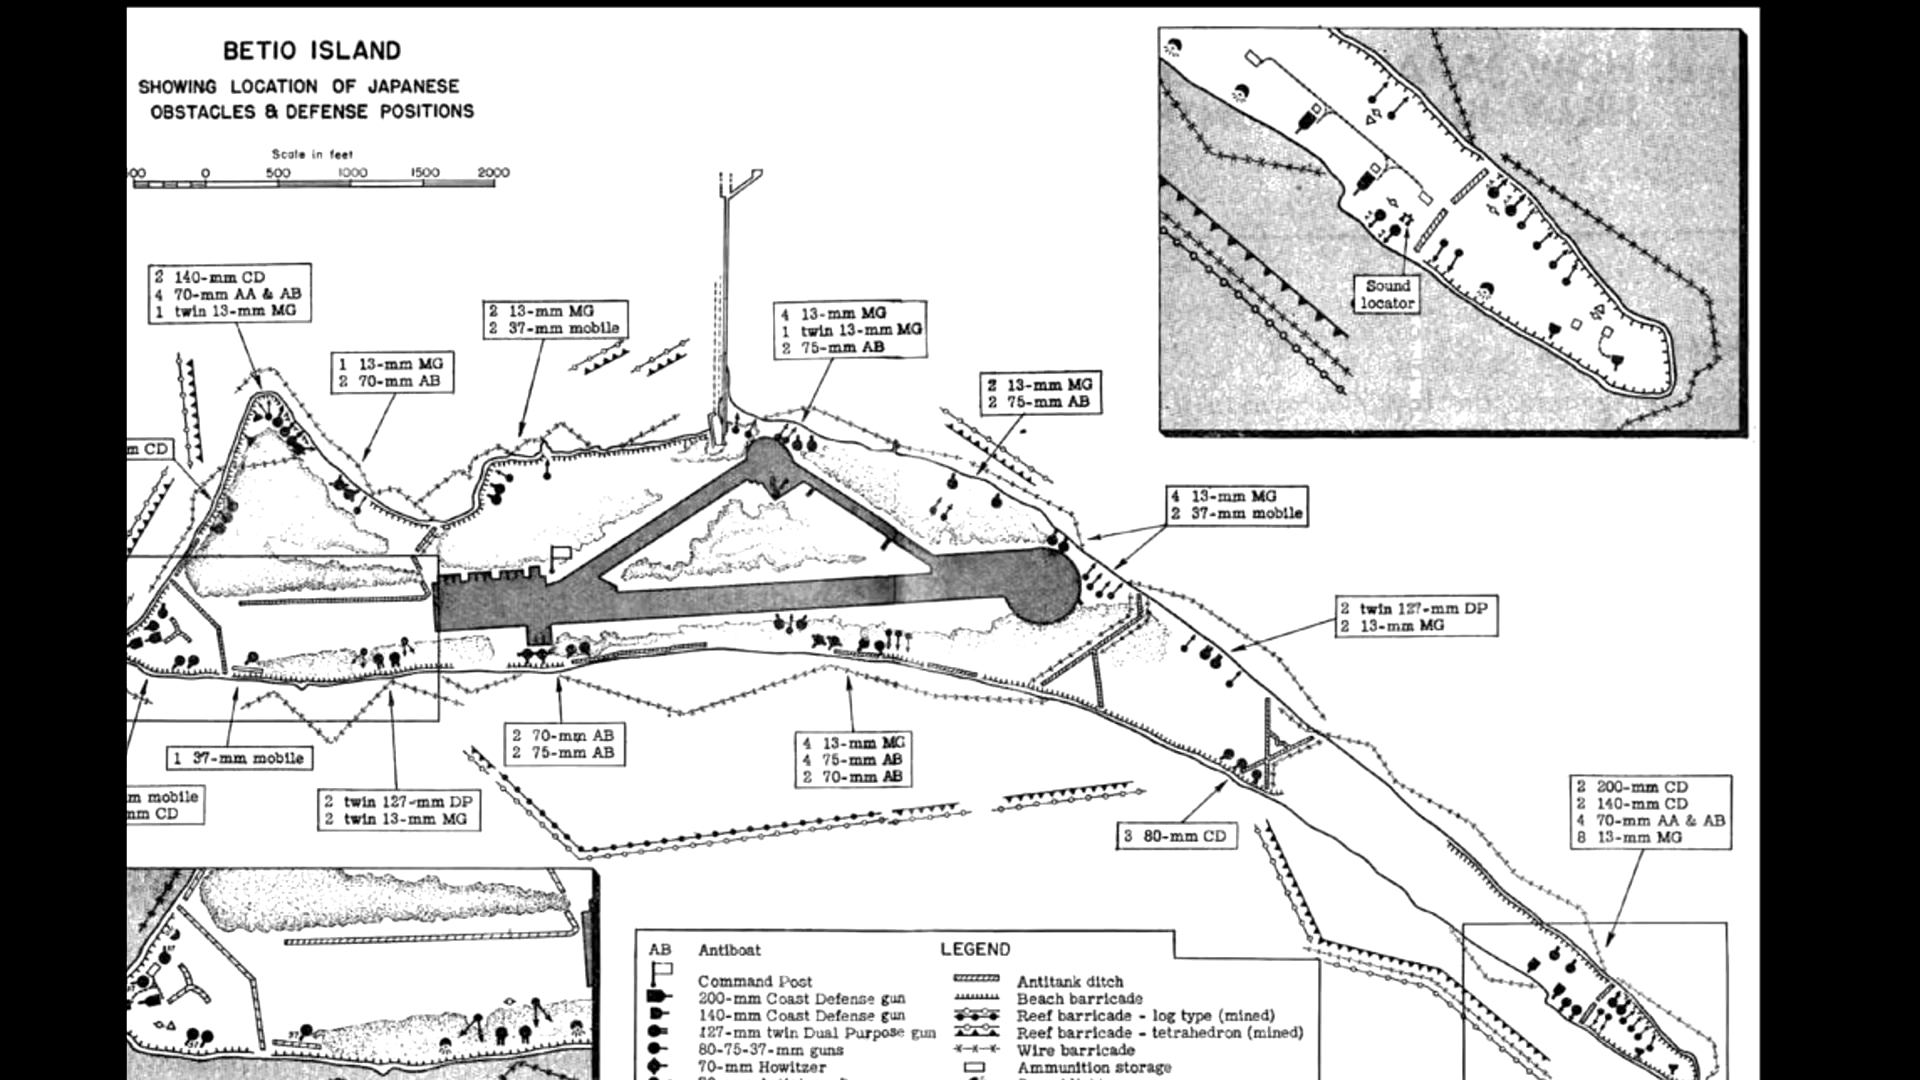 BETIO ISLAND
SHOWING LOCATION OF JAPANESE
OBSTACLES & DEFENSE POSITIONS
Scale in feet
00 0 500 1000 1500 2000
2 140-mm CD
4 70-mm AA & AB
1 twin 13-mm MG
1 13-mm MG
2 70-mm AB
2 13-mm MG
2 37-mm mobile
4 13-mm MG
1 twin 13-mm MG
2 75-mm AB
2 13-mm MG
2 75-mm AB
4 13-mm MG
2 37-mm mobile
2 twin 127-mm DP
2 13-mm MG
Sound
locator
m CD
1 37-mm mobile
m mobile
mm CD
2 twin 127-mm DP
2 twin 13-mm MG
2 70-mm AB
2 75-mm AB
4 13-mm MG
4 75-mm AB
2 70-mm AB
3 80-mm CD
2 200-mm CD
2 140-mm CD
4 70-mm AA & AB
8 13-mm MG
LEGEND
AB Antiboat
Command Post
200-mm Coast Defense gun
140-mm Coast Defense gun
127-mm twin Dual Purpose gun
80-75-37-mm guns
70-mm Howitzer
Antitank ditch
Beach barricade
Reef barricade - log type (mined)
Reef barricade - tetrahedron (mined)
Wire barricade
Ammunition storage